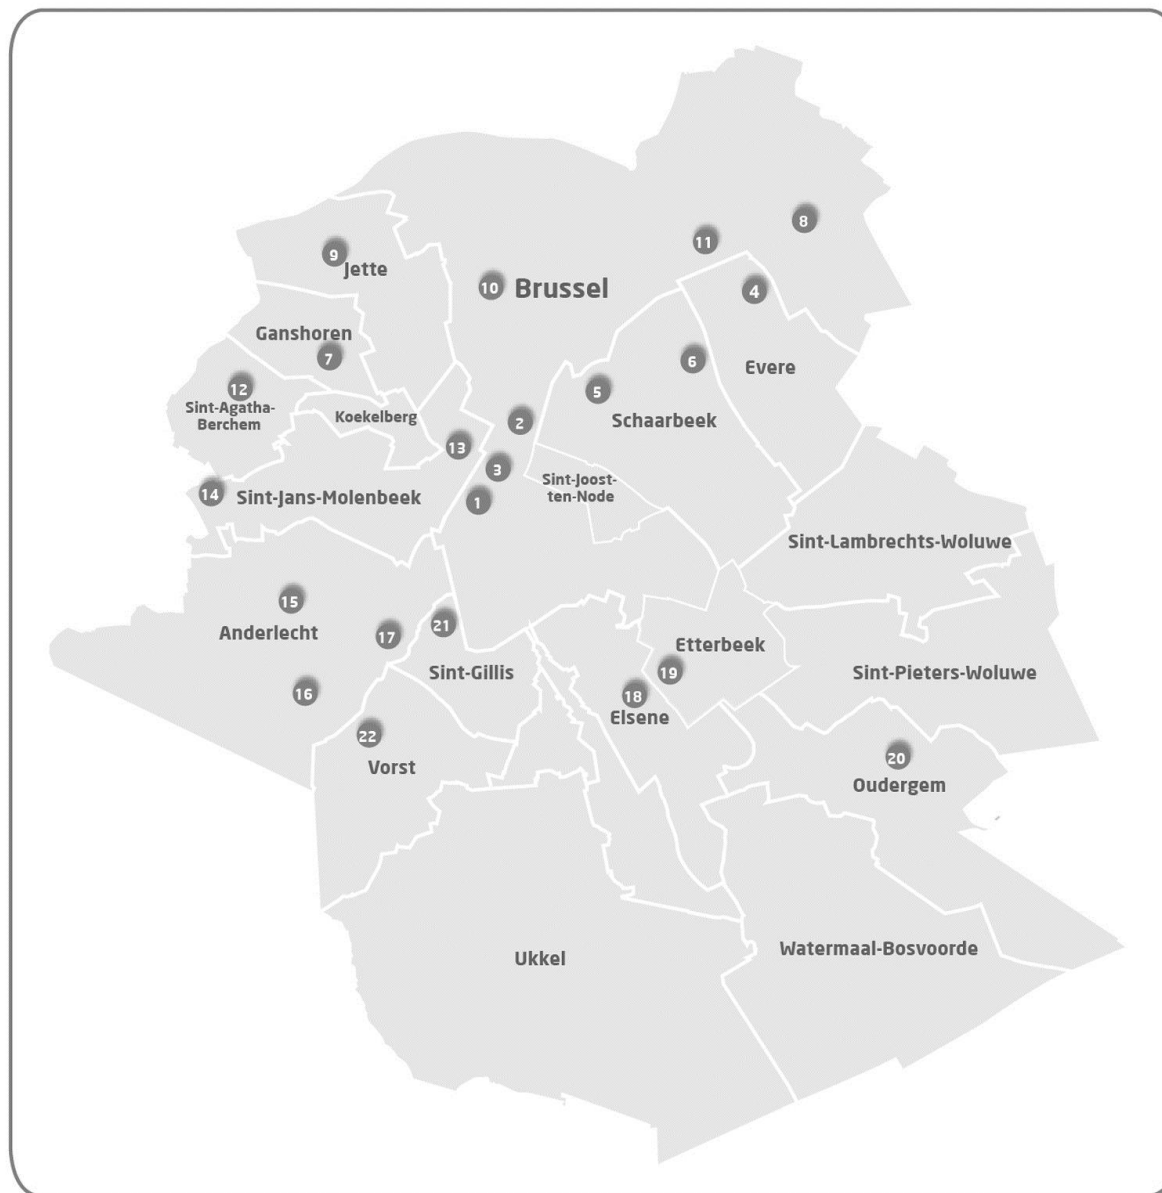 8
11
9
Jette
10
Brussel
4
Ganshoren
7
6
Evere
12
5
Sint-Agatha-
Berchem
Koekelberg
2
Schaarbeek
13
3
Sint-Joost-
ten-Node
14
Sint-Jans-Molenbeek
1
Sint-Lambrechts-Woluwe
15
Anderlecht
17
21
Etterbeek
Sint-Gillis
19
Sint-Pieters-Woluwe
16
18
Elsene
22
Vorst
20
Oudergem
Ukkel
Watermaal-Bosvoorde